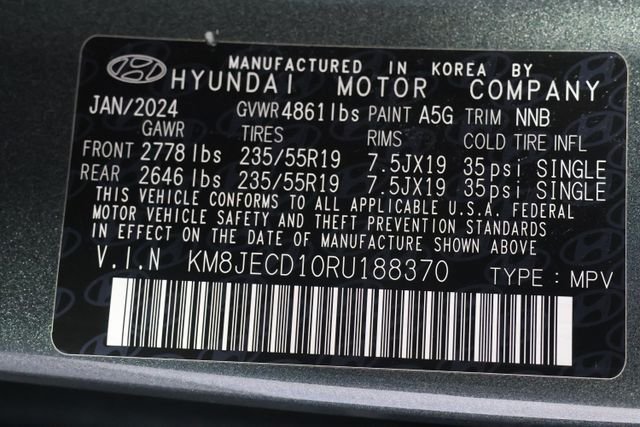 MANUFACTURED IN KOREA BY
HYUNDAI MOTOR COMPANY
JAN/2024 GVWR 4861lbs PAINT A5G TRIM NNB
GAWR TIRES RIMS COLD TIRE INFL
FRONT 2778 lbs 235/55R19 7.5JX19 35psi SINGLE
REAR 2646 lbs 235/55R19 7.5JX19 35psi SINGLE
THIS VEHICLE CONFORMS TO ALL APPLICABLE U.S.A. FEDERAL
MOTOR VEHICLE SAFETY AND THEFT PREVENTION STANDARDS
IN EFFECT ON THE DATE OF MANUFACTURE SHOWN ABOVE
V.I.N KM8JECD10RU188370 TYPE : MPV